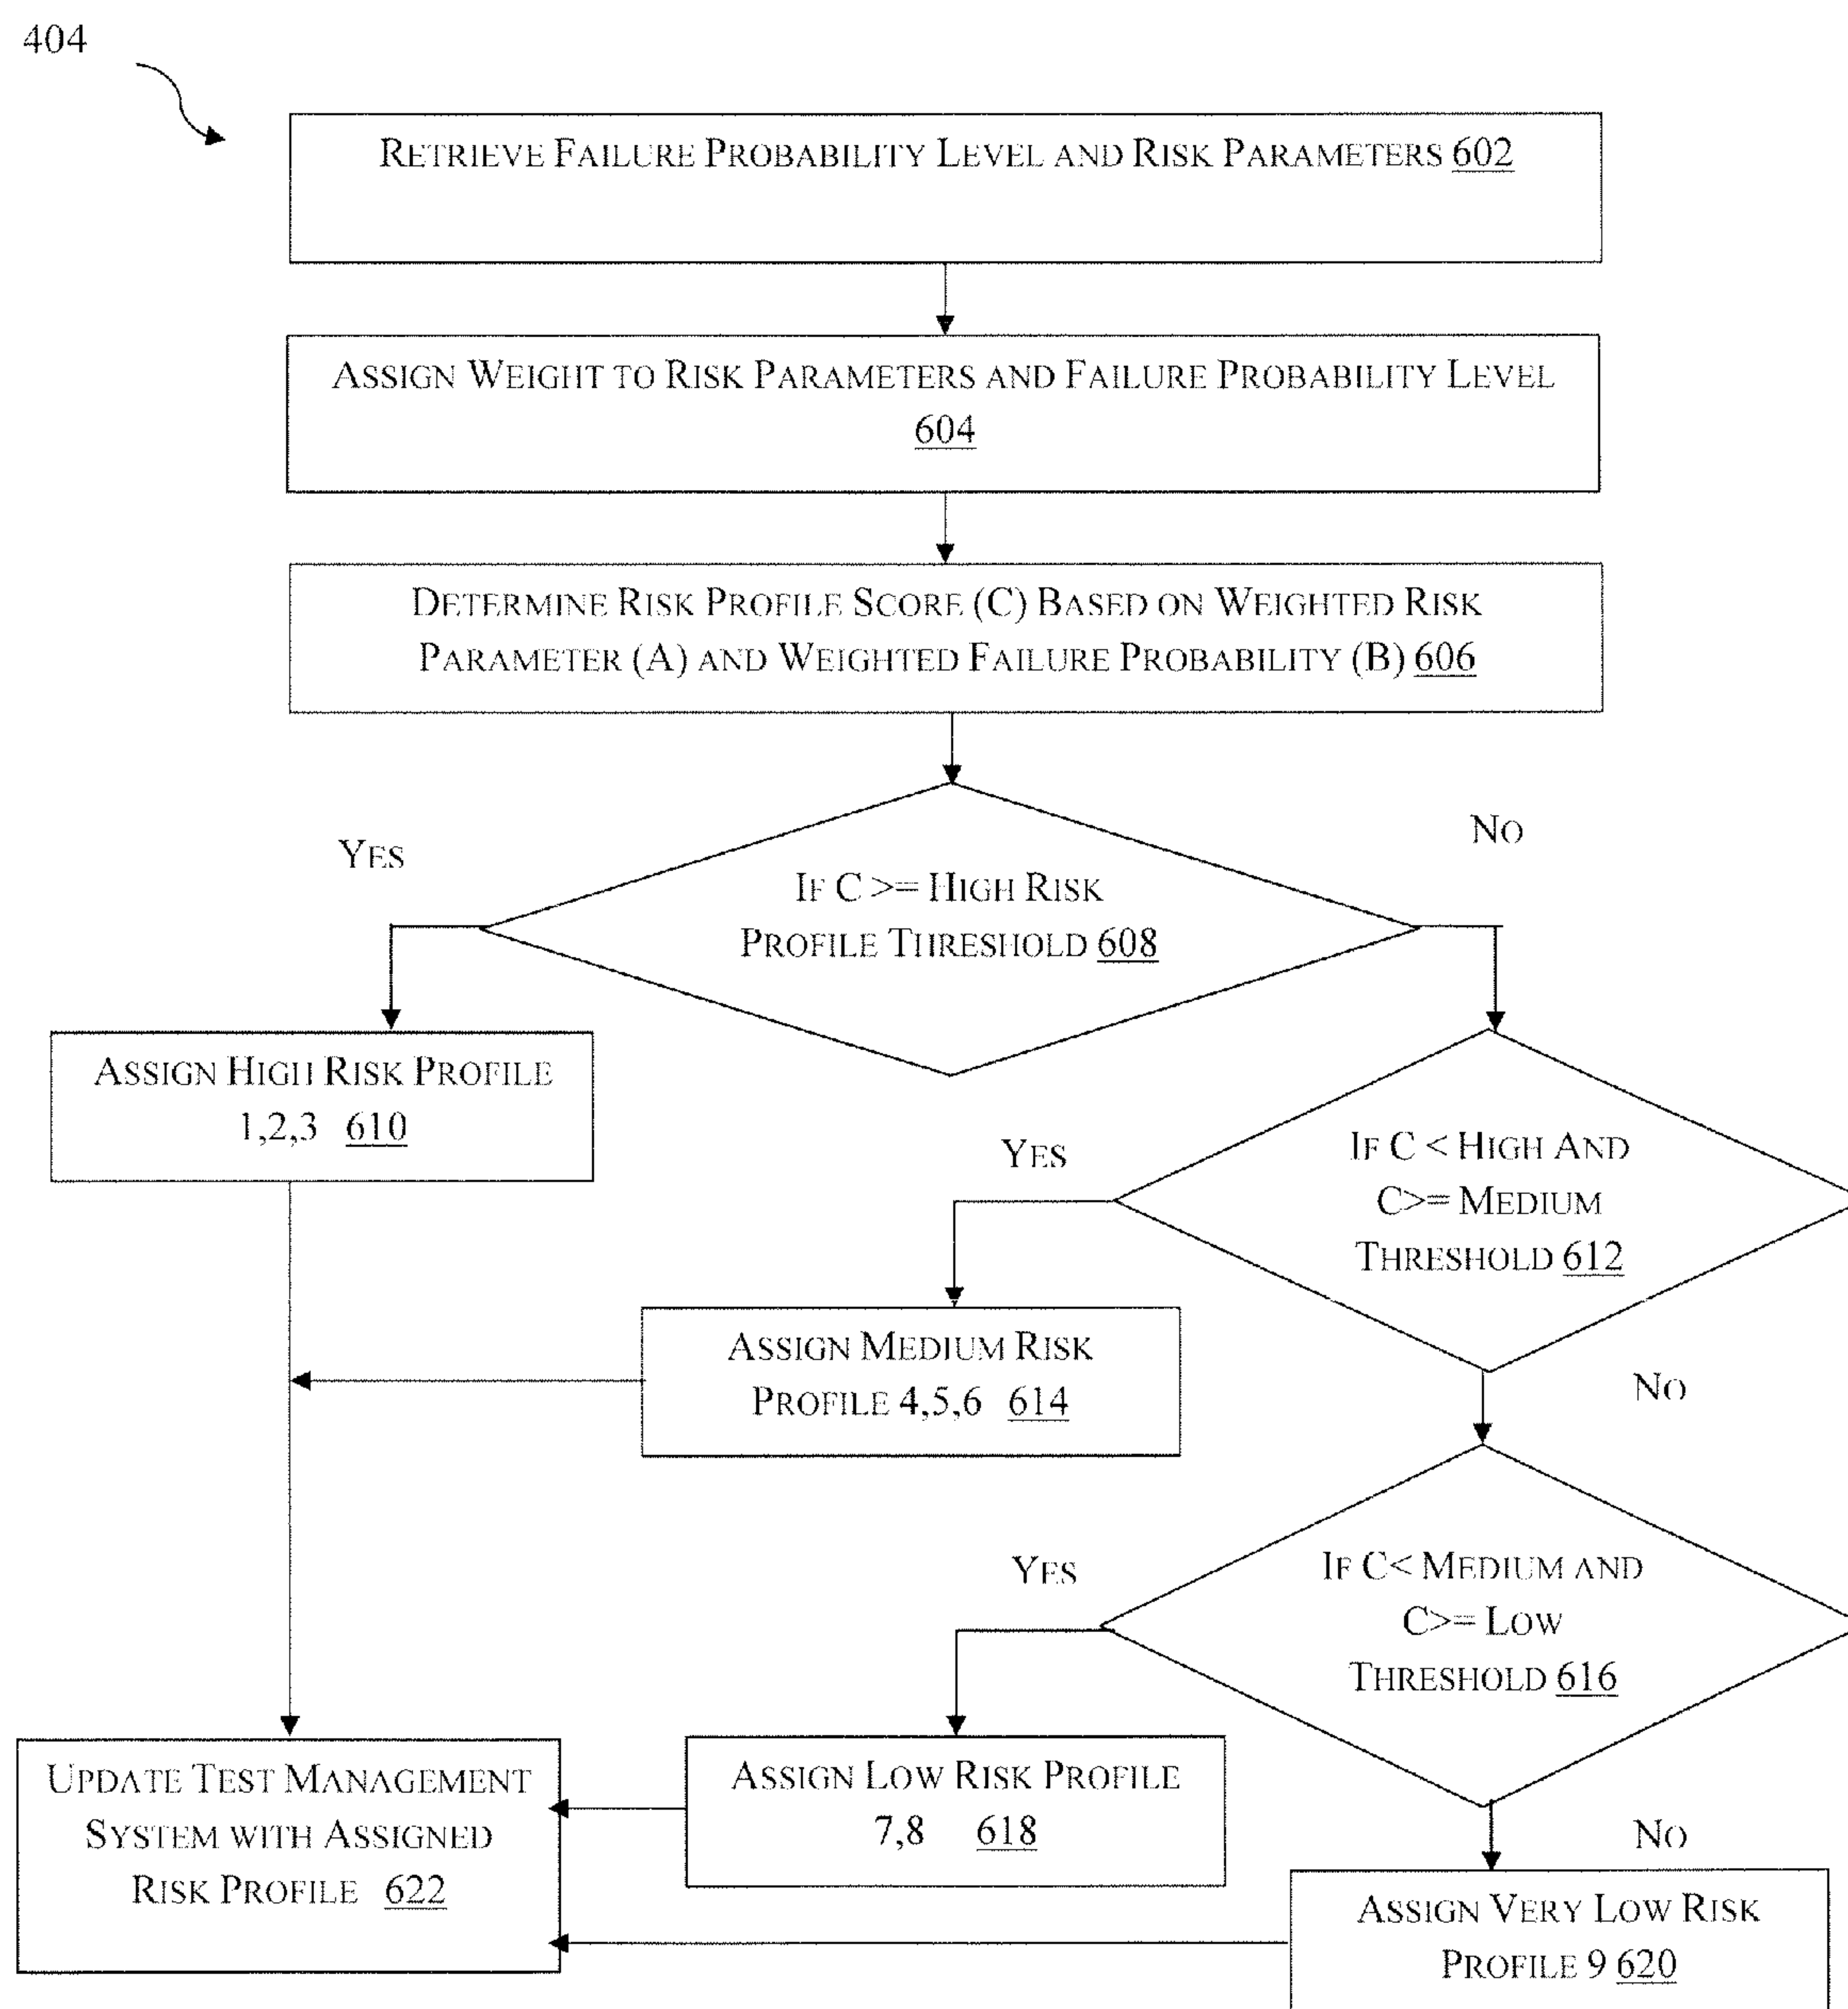 404
RETRIEVE FAILURE PROBABILITY LEVEL AND RISK PARAMETERS 602
ASSIGN WEIGHT TO RISK PARAMETERS AND FAILURE PROBABILITY LEVEL
604
DETERMINE RISK PROFILE SCORE (C) BASED ON WEIGHTED RISK
PARAMETER (A) AND WEIGHTED FAILURE PROBABILITY (B) 606
YES
NO
IF C >= HIGH RISK
PROFILE THRESHOLD 608
ASSIGN HIGH RISK PROFILE
1,2,3 610
YES
IF C < HIGH AND
C>= MEDIUM
THRESHOLD 612
ASSIGN MEDIUM RISK
PROFILE 4,5,6 614
NO
YES
IF C< MEDIUM AND
C>= LOW
THRESHOLD 616
UPDATE TEST MANAGEMENT
SYSTEM WITH ASSIGNED
RISK PROFILE 622
ASSIGN LOW RISK PROFILE
7,8 618
NO
ASSIGN VERY LOW RISK
PROFILE 9 620